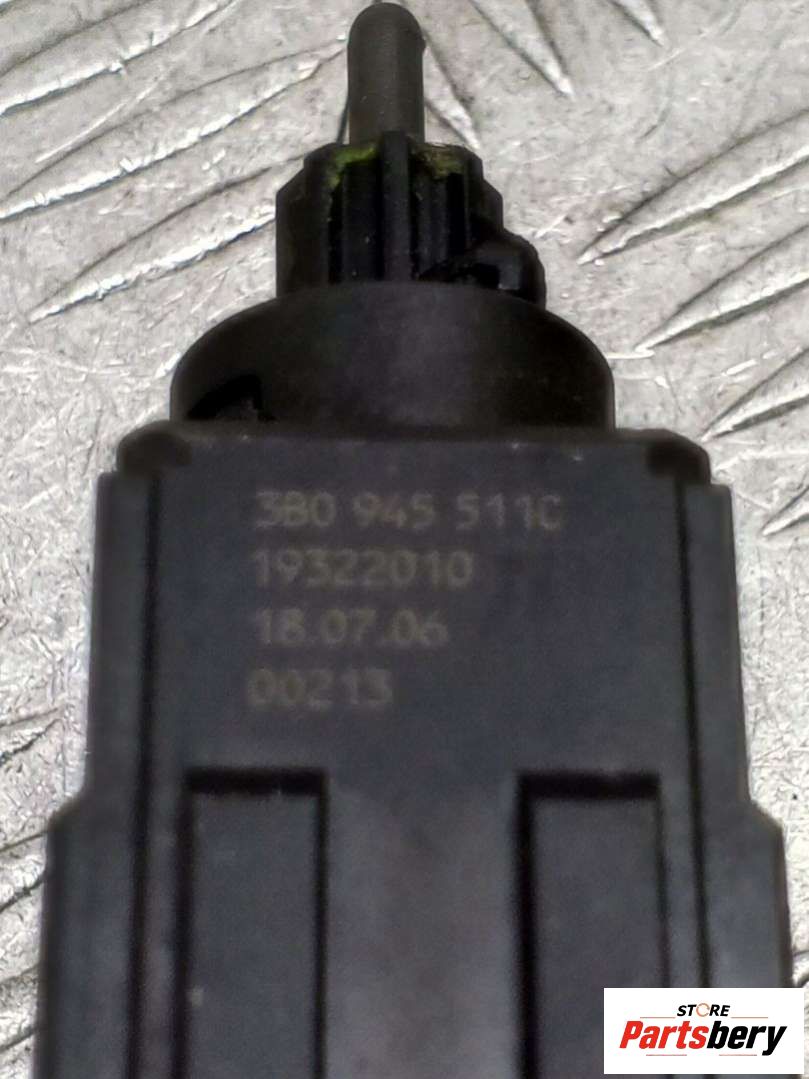 3B0 945 511C
19322010
18.07.06
00213
STORE
Partsbery